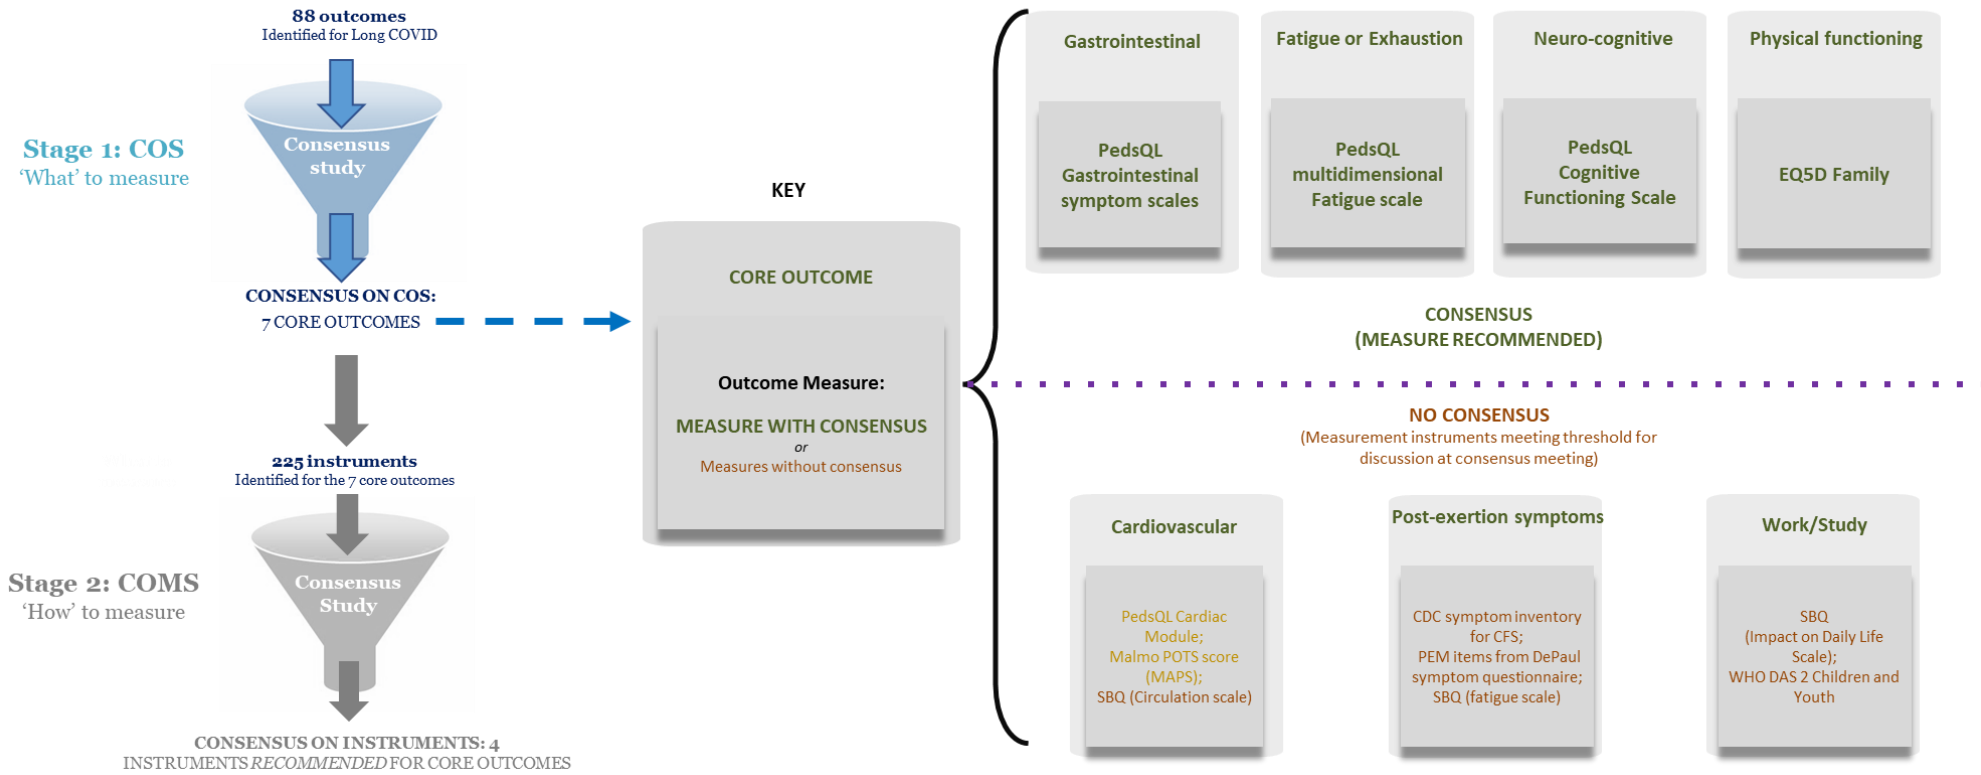 88 outcomes
Identified for Long COVID
Consensus
study
Stage 1: COS
‘What’ to measure
CONSENSUS ON COS:
7 CORE OUTCOMES
225 instruments
Identified for the 7 core outcomes
Consensus
Study
Stage 2: COMS
‘How’ to measure
CONSENSUS ON INSTRUMENTS: 4
INSTRUMENTS RECOMMENDED FOR CORE OUTCOMES
KEY
CORE OUTCOME
Outcome Measure:
MEASURE WITH CONSENSUS
or
Measures without consensus
Gastrointestinal
PedsQL
Gastrointestinal
symptom scales
Fatigue or Exhaustion
PedsQL
multidimensional
Fatigue scale
Neuro-cognitive
PedsQL
Cognitive
Functioning Scale
Physical functioning
EQ5D Family
CONSENSUS
(MEASURE RECOMMENDED)
NO CONSENSUS
(Measurement instruments meeting threshold for
discussion at consensus meeting)
Cardiovascular
PedsQL Cardiac
Module;
Malmo POTS score
(MAPS);
SBQ (Circulation scale)
Post-exertion symptoms
CDC symptom inventory
for CFS;
PEM items from DePaul
symptom questionnaire;
SBQ (fatigue scale)
Work/Study
SBQ
(Impact on Daily Life
Scale);
WHO DAS 2 Children and
Youth